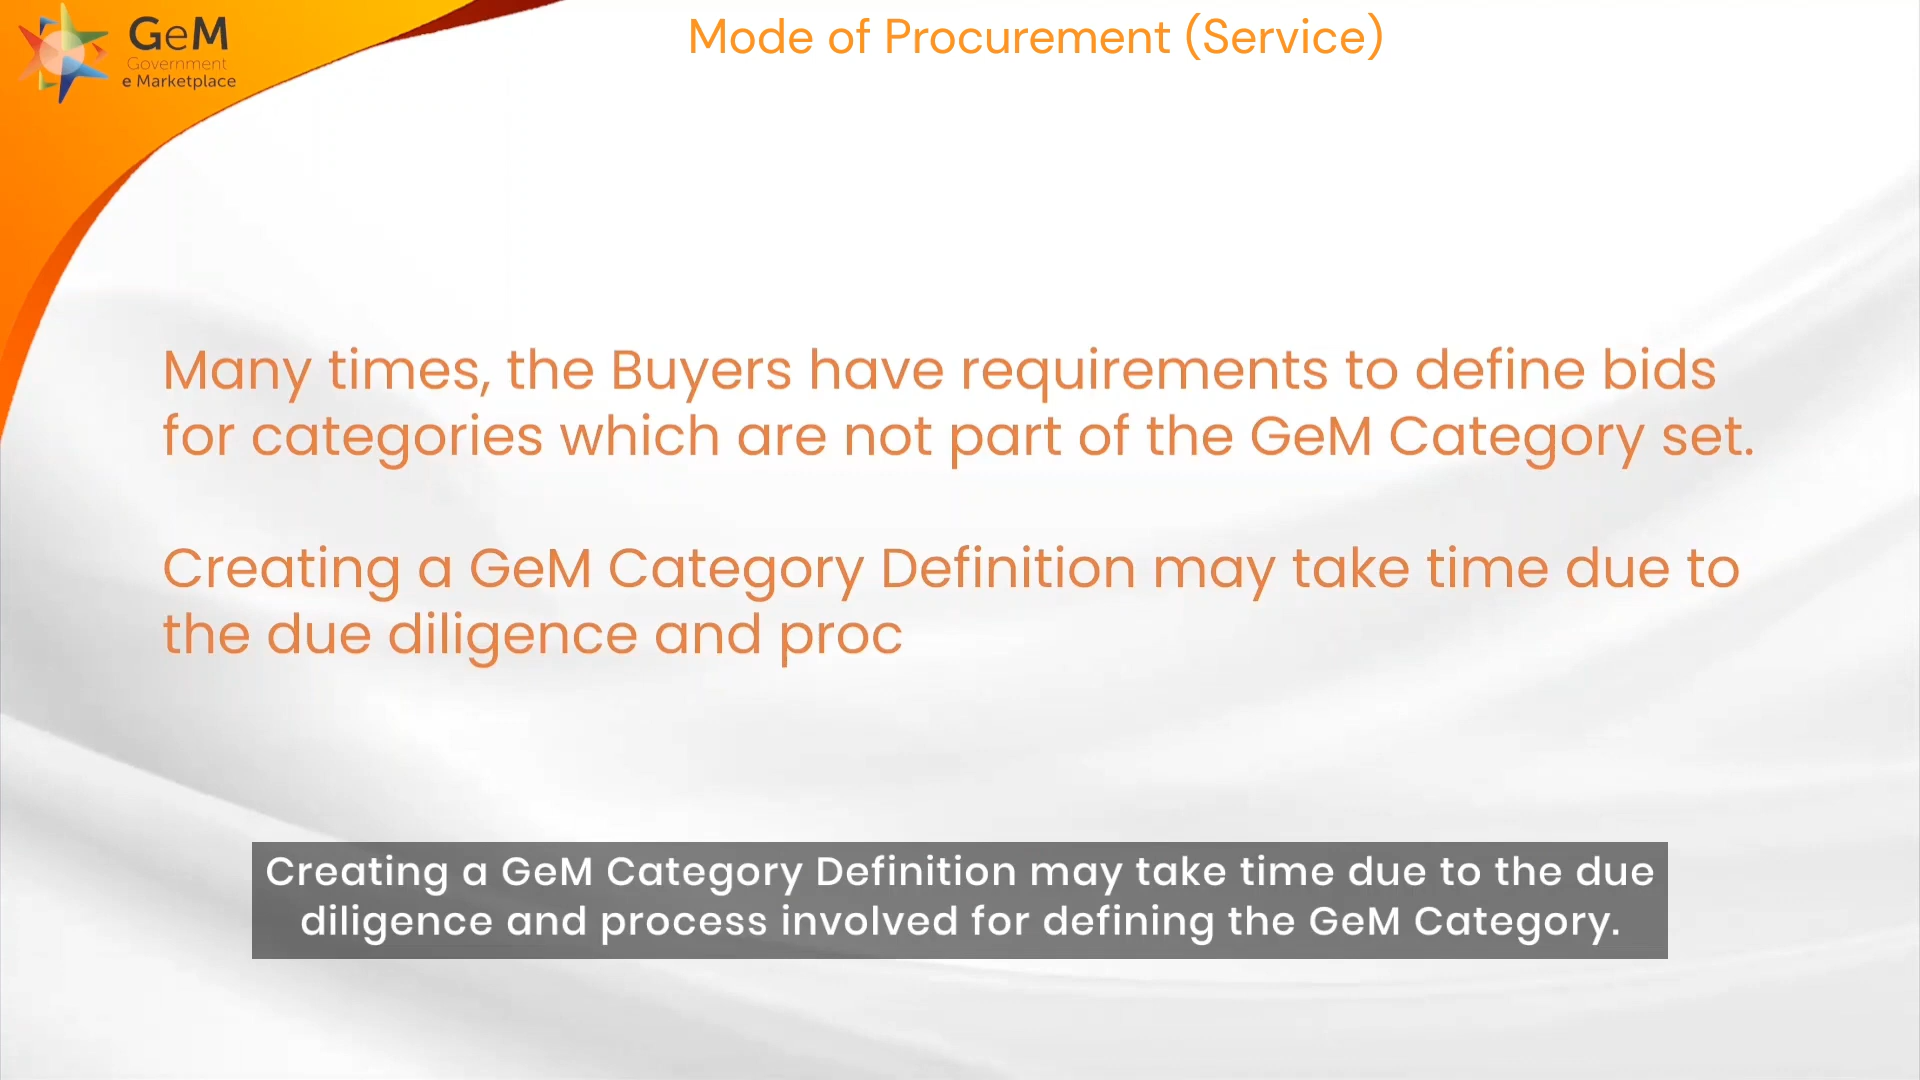 GeM
Government
e Marketplace
Mode of Procurement (Service)
Many times, the Buyers have requirements to define bids
for categories which are not part of the GeM Category set.
Creating a GeM Category Definition may take time due to
the due diligence and proc
Creating a GeM Category Definition may take time due to the due
diligence and process involved for defining the GeM Category.